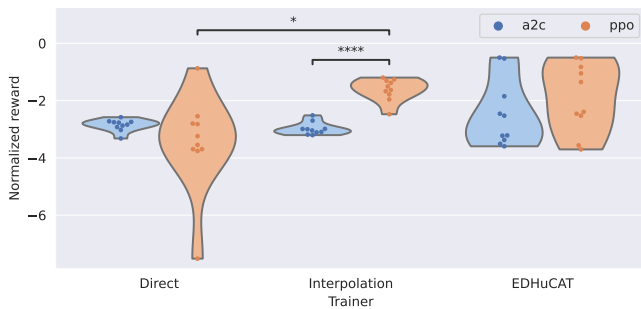 *
a2c ppo
****
0
−2
−4
−6
Normalized reward
Direct Interpolation EDHuCAT
Trainer